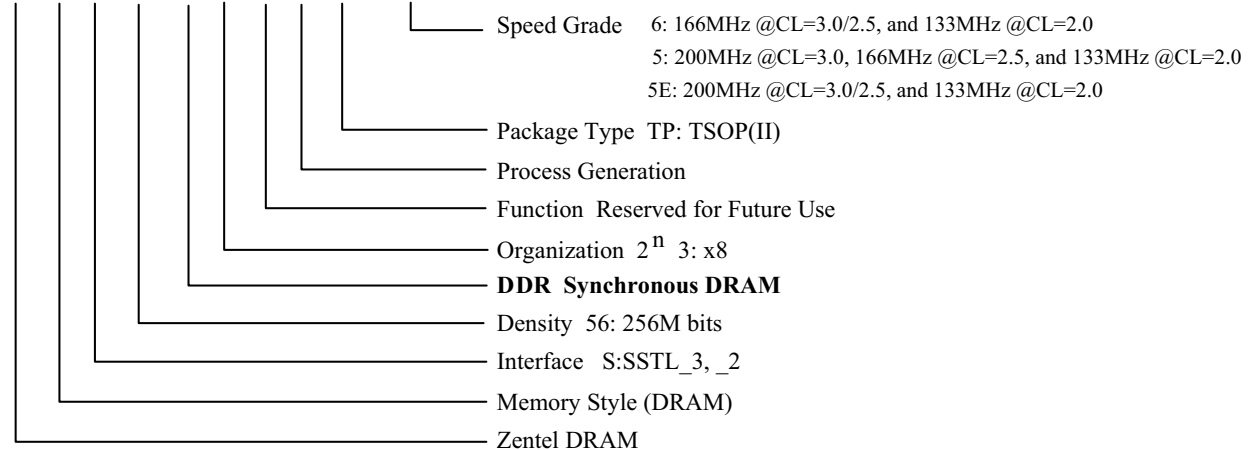 Speed Grade 6: 166MHz @CL=3.0/2.5, and 133MHz @CL=2.0
5: 200MHz @CL=3.0, 166MHz @CL=2.5, and 133MHz @CL=2.0
5E: 200MHz @CL=3.0/2.5, and 133MHz @CL=2.0
Package Type TP: TSOP(II)
Process Generation
Function Reserved for Future Use
Organization 2ⁿ 3: x8
DDR Synchronous DRAM
Density 56: 256M bits
Interface S:SSTL_3, _2
Memory Style (DRAM)
Zentel DRAM